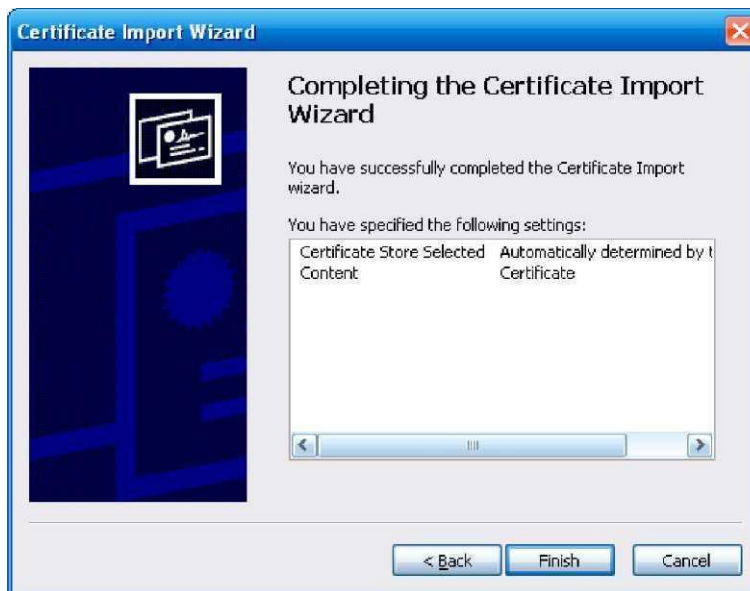 Certificate Import Wizard
Completing the Certificate Import
Wizard
You have successfully completed the Certificate Import
wizard.
You have specified the following settings:
Certificate Store Selected Automatically determined by t
Content Certificate
< Back Finish Cancel